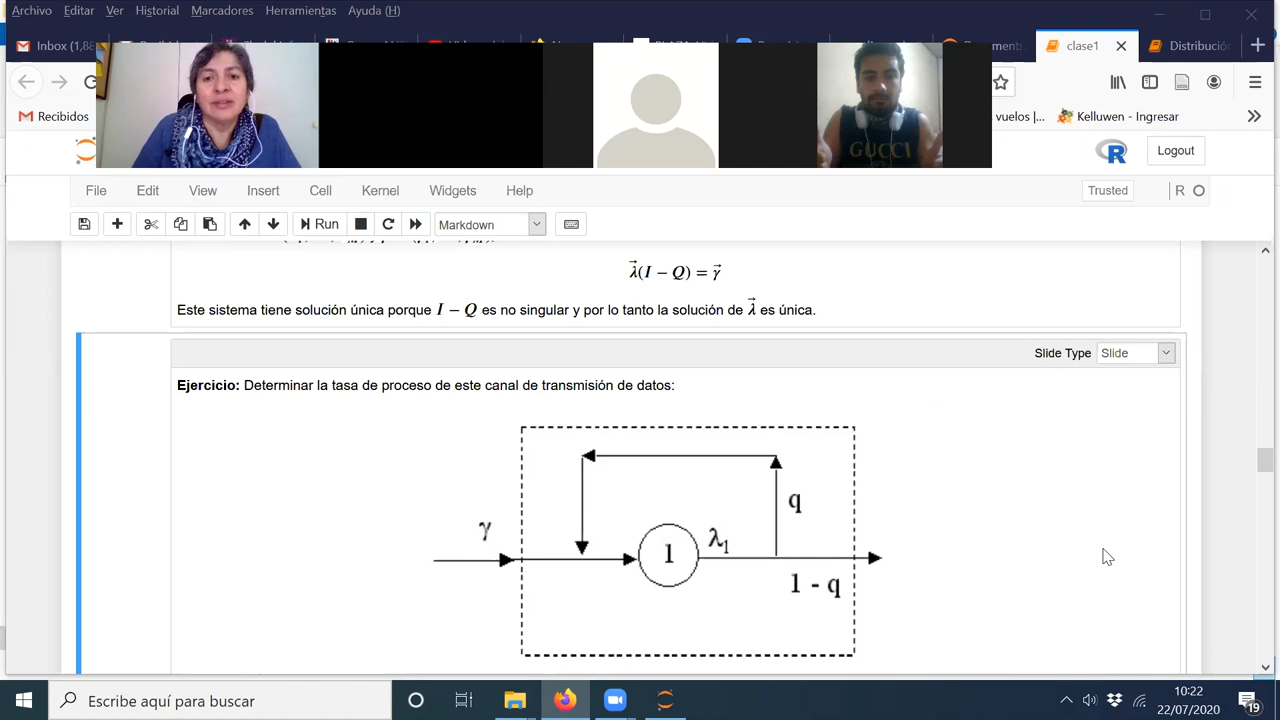 Archivo Editar Ver Historial Marcadores Herramientas Ayuda (H)
Inbox (1,88
clase1
Distribució
Recibidos
vuelos |...
Kelluwen - Ingresar
GUCCI
R
Logout
File Edit View Insert Cell Kernel Widgets Help
Trusted
R
Run
Markdown
λ⃗(I − Q) = γ⃗
Este sistema tiene solución única porque I − Q es no singular y por lo tanto la solución de λ⃗ es única.
Slide Type Slide
Ejercicio: Determinar la tasa de proceso de este canal de transmisión de datos:
q
γ
1
λ₁
1 - q
Escribe aquí para buscar
10:22
22/07/2020
19